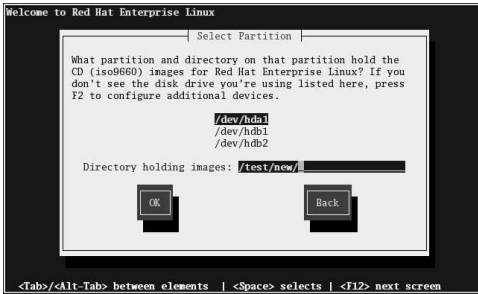 Welcome to Red Hat Enterprise Linux
Select Partition
What partition and directory on that partition hold the
CD (iso9660) images for Red Hat Enterprise Linux? If you
don't see the disk drive you're using listed here, press
F2 to configure additional devices.
/dev/hda1
/dev/hdb1
/dev/hdb2
Directory holding images: /test/new/
OK Back
<Tab>/<Alt-Tab> between elements | <Space> selects | <F12> next screen